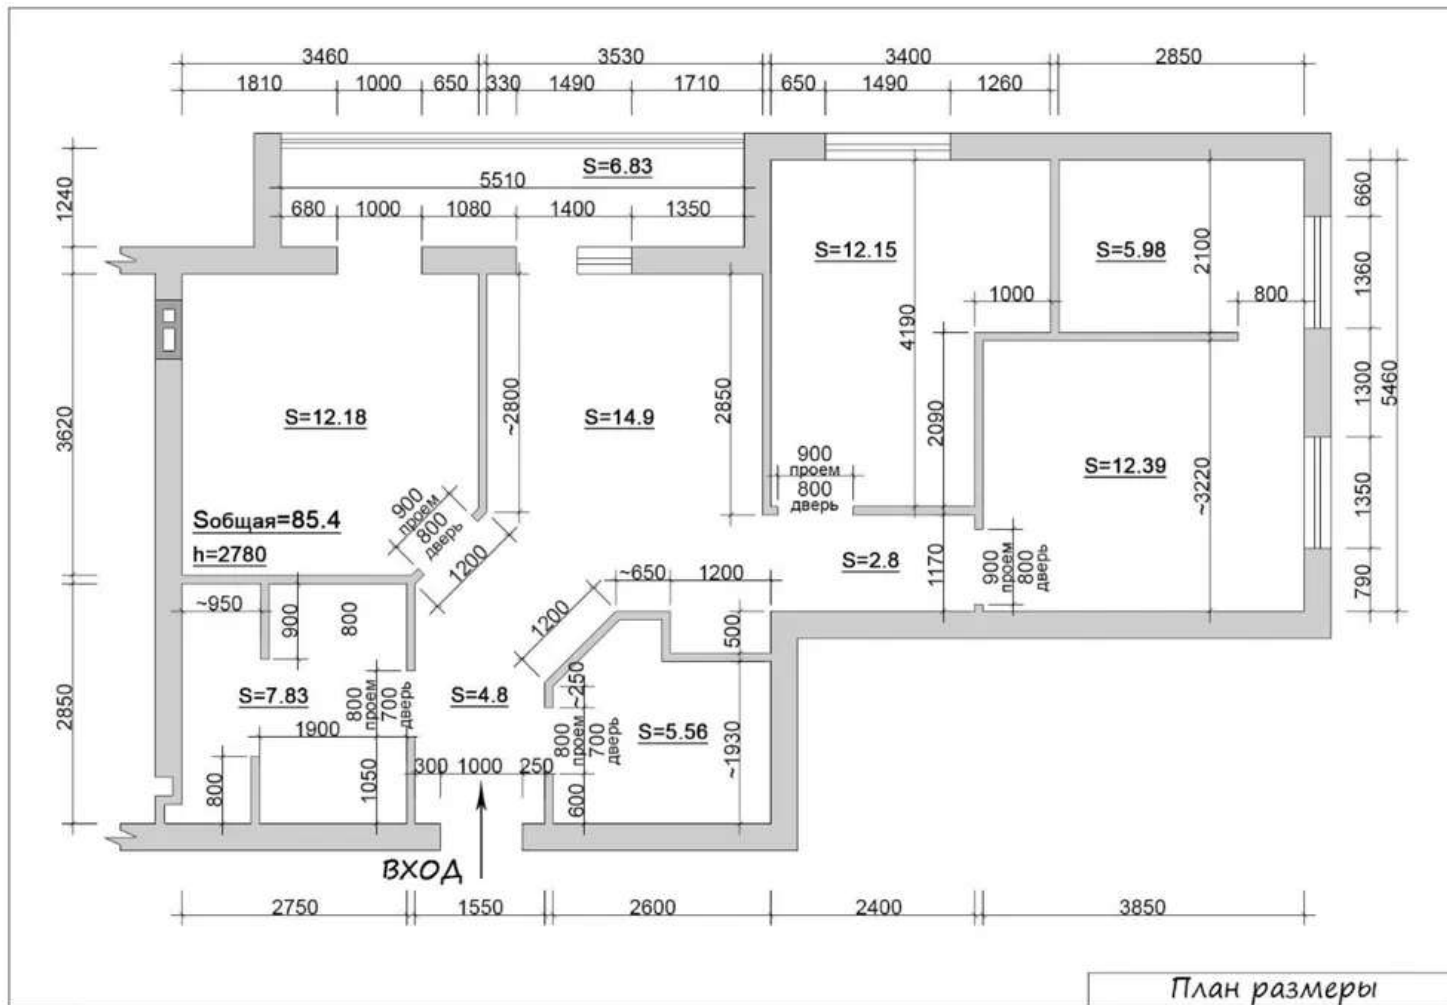 3460 3530 3400 2850
1810 1000 650 330 1490 1710 650 1490 1260
S=6.83
5510
680 1000 1080 1400 1350
1240
3620
2850
660
1360
1300
1350
790
5460
S=12.15
S=5.98
2100
1000
800
4190
~2800
2850
2090
S=12.18
S=14.9
900
проем
800
дверь
S=12.39
~3220
900
проем
800
дверь
1200
Sобщая=85.4
h=2780
S=2.8
1170
900
проем
800
дверь
~650 1200
~950
900
800
1200
500
S=7.83
800
проем
700
дверь
S=4.8
~250
800
проем
700
дверь
S=5.56
~1930
1900
800
1050
300 1000 250
600
ВХОД
2750 1550 2600 2400 3850
План размеры